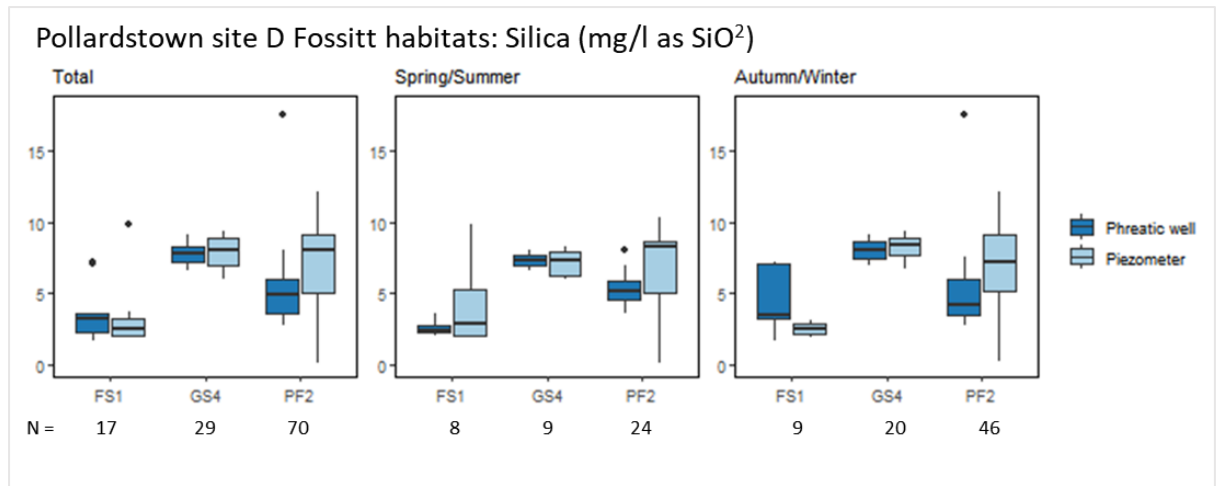 Pollardstown site D Fossitt habitats: Silica (mg/l as SiO²)
Total Spring/Summer Autumn/Winter
15 15 15
10 10 10
5 5 5
0 0 0
Phreatic well
Piezometer
FS1 GS4 PF2 FS1 GS4 PF2 FS1 GS4 PF2
N = 17 29 70 8 9 24 9 20 46